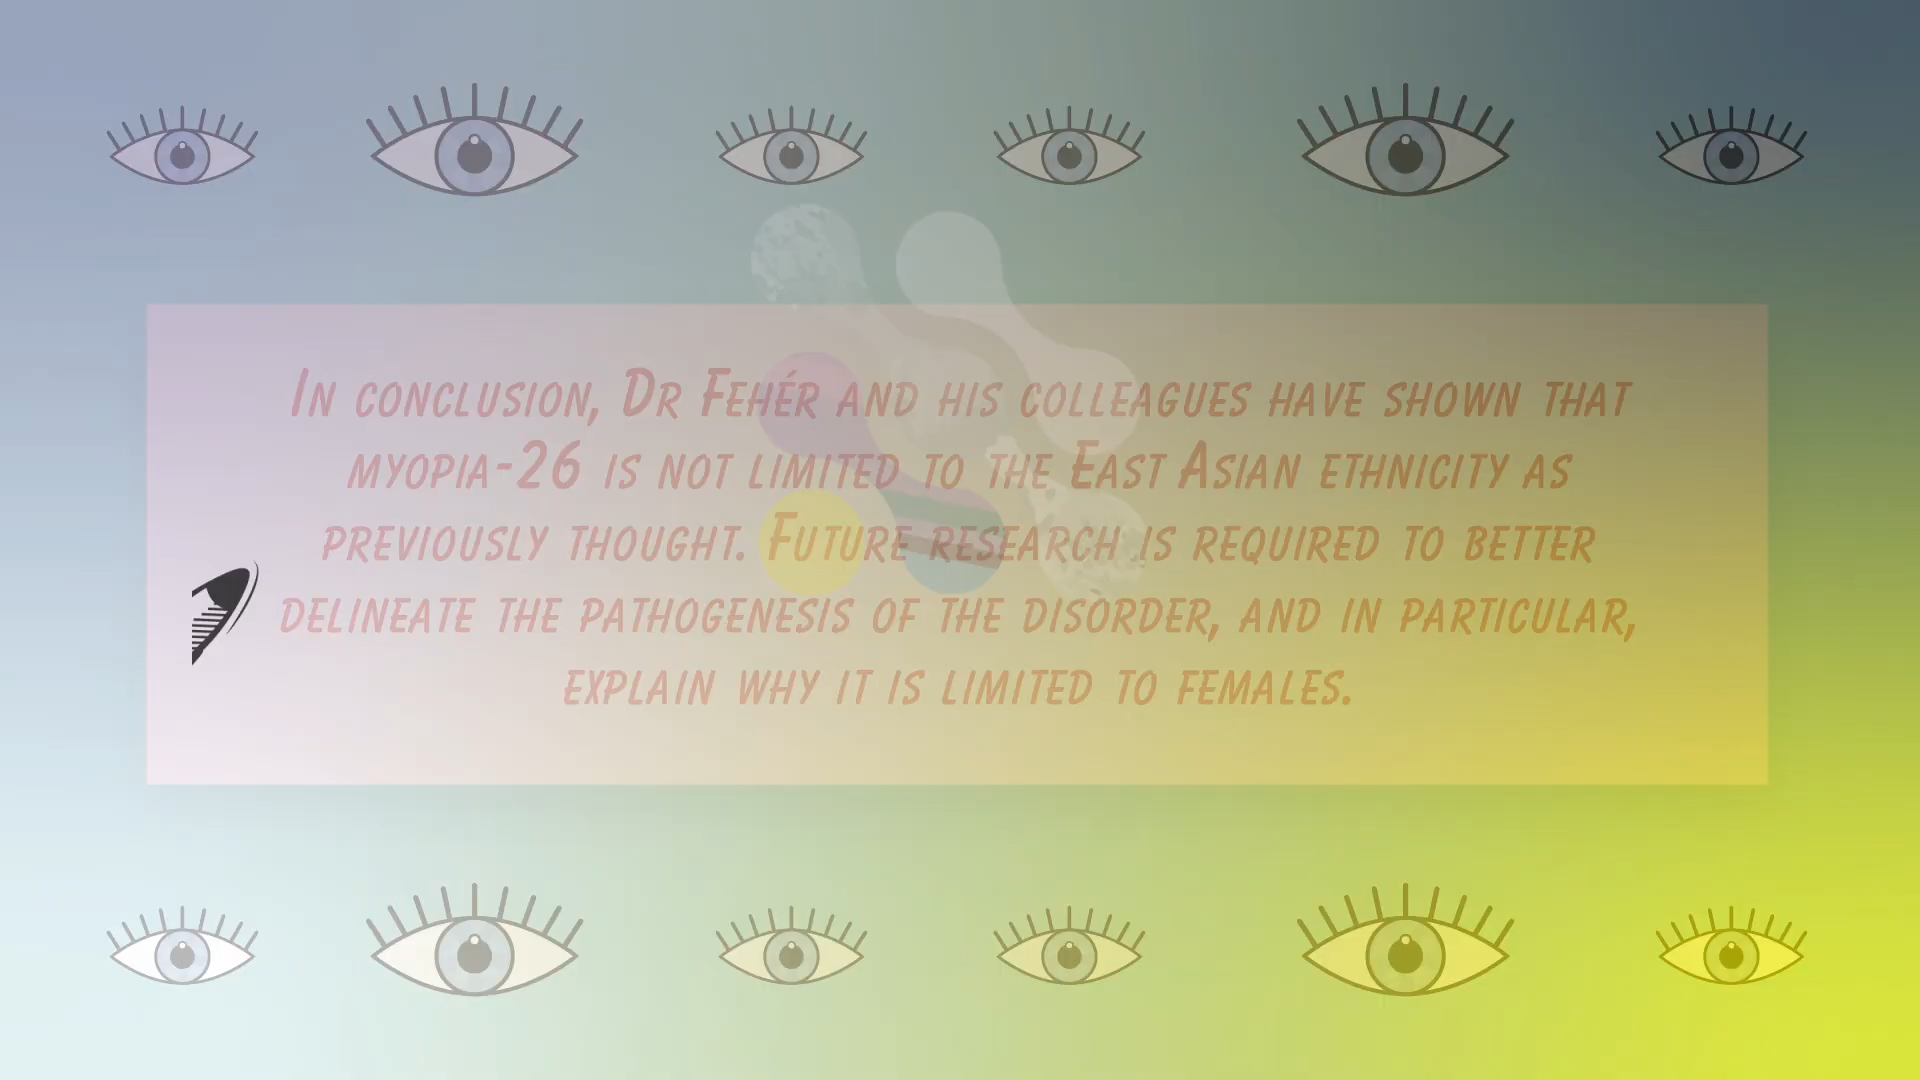 In conclusion, Dr Fehér and his colleagues have shown that
myopia-26 is not limited to the East Asian ethnicity as
previously thought. Future research is required to better
delineate the pathogenesis of the disorder, and in particular,
explain why it is limited to females.